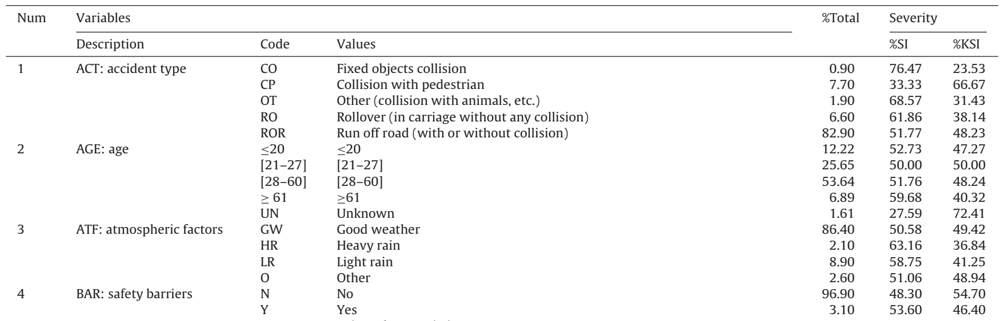 Num Variables %Total Severity
Description Code Values %SI %KSI
1 ACT: accident type CO Fixed objects collision 0.90 76.47 23.53
CP Collision with pedestrian 7.70 33.33 66.67
OT Other (collision with animals, etc.) 1.90 68.57 31.43
RO Rollover (in carriage without any collision) 6.60 61.86 38.14
ROR Run off road (with or without collision) 82.90 51.77 48.23
2 AGE: age ≤20 ≤20 12.22 52.73 47.27
[21–27] [21–27] 25.65 50.00 50.00
[28–60] [28–60] 53.64 51.76 48.24
≥ 61 ≥61 6.89 59.68 40.32
UN Unknown 1.61 27.59 72.41
3 ATF: atmospheric factors GW Good weather 86.40 50.58 49.42
HR Heavy rain 2.10 63.16 36.84
LR Light rain 8.90 58.75 41.25
O Other 2.60 51.06 48.94
4 BAR: safety barriers N No 96.90 48.30 54.70
Y Yes 3.10 53.60 46.40